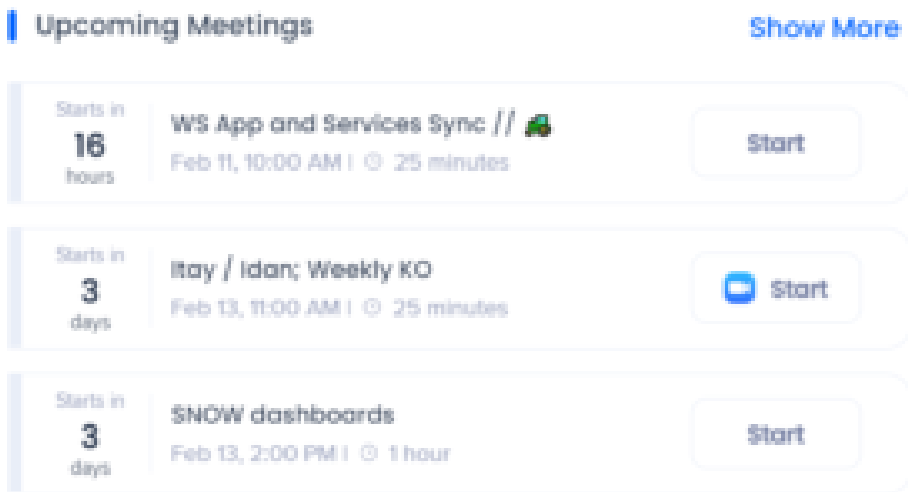 Upcoming Meetings
Show More
Starts in
16
hours
WS App and Services Sync // 🚜
Feb 11, 10:00 AM | 25 minutes
Start
Starts in
3
days
Itay / Idan; Weekly KO
Feb 13, 11:00 AM | 25 minutes
Start
Starts in
3
days
SNOW dashboards
Feb 13, 2:00 PM | 1 hour
Start